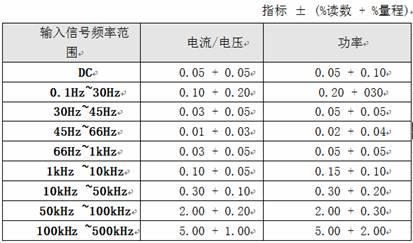 指标 ± (%读数 + %量程)
输入信号频率范围 电流/电压 功率
DC 0.05 + 0.05 0.05 + 0.10
0.1Hz~30Hz 0.10 + 0.20 0.20 + 030
30Hz~45Hz 0.03 + 0.05 0.05 + 0.05
45Hz~66Hz 0.01 + 0.03 0.02 + 0.04
66Hz~1kHz 0.03 + 0.05 0.05 + 0.05
1kHz ~10kHz 0.10 + 0.05 0.15 + 0.10
10kHz ~50kHz 0.30 + 0.10 0.30 + 0.20
50kHz ~100kHz 2.00 + 0.20 2.00 + 0.30
100kHz ~500kHz 5.00 + 1.00 5.00 + 2.00